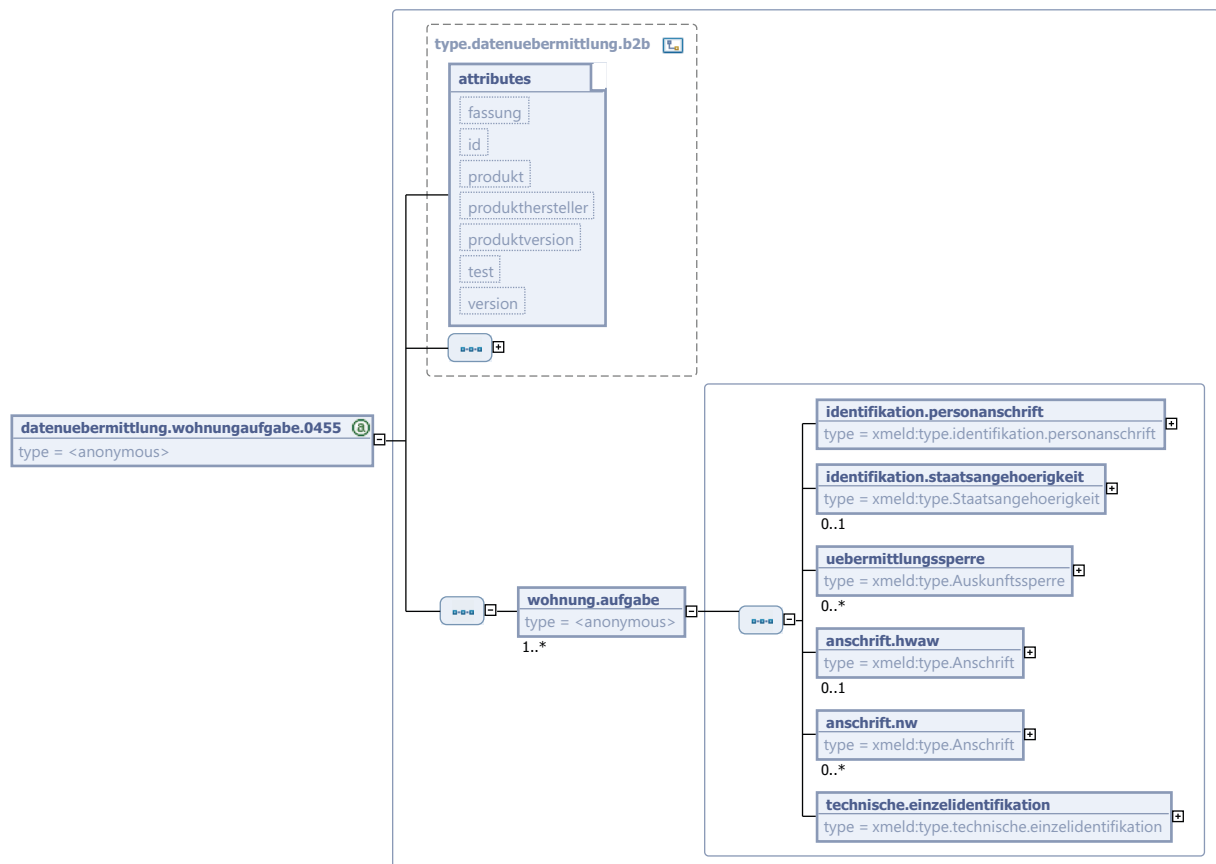 type.datenuebermittlung.b2b
attributes
fassung
id
produkt
produkthersteller
produktversion
test
version
datenuebermittlung.wohnungaufgabe.0455 a
type = <anonymous>
wohnung.aufgabe
type = <anonymous>
1..*
identifikation.personanschrift
type = xmeld:type.identifikation.personanschrift
identifikation.staatsangehoerigkeit
type = xmeld:type.Staatsangehoerigkeit
0..1
uebermittlungssperre
type = xmeld:type.Auskunftssperre
0..*
anschrift.hwaw
type = xmeld:type.Anschrift
0..1
anschrift.nw
type = xmeld:type.Anschrift
0..*
technische.einzelidentifikation
type = xmeld:type.technische.einzelidentifikation